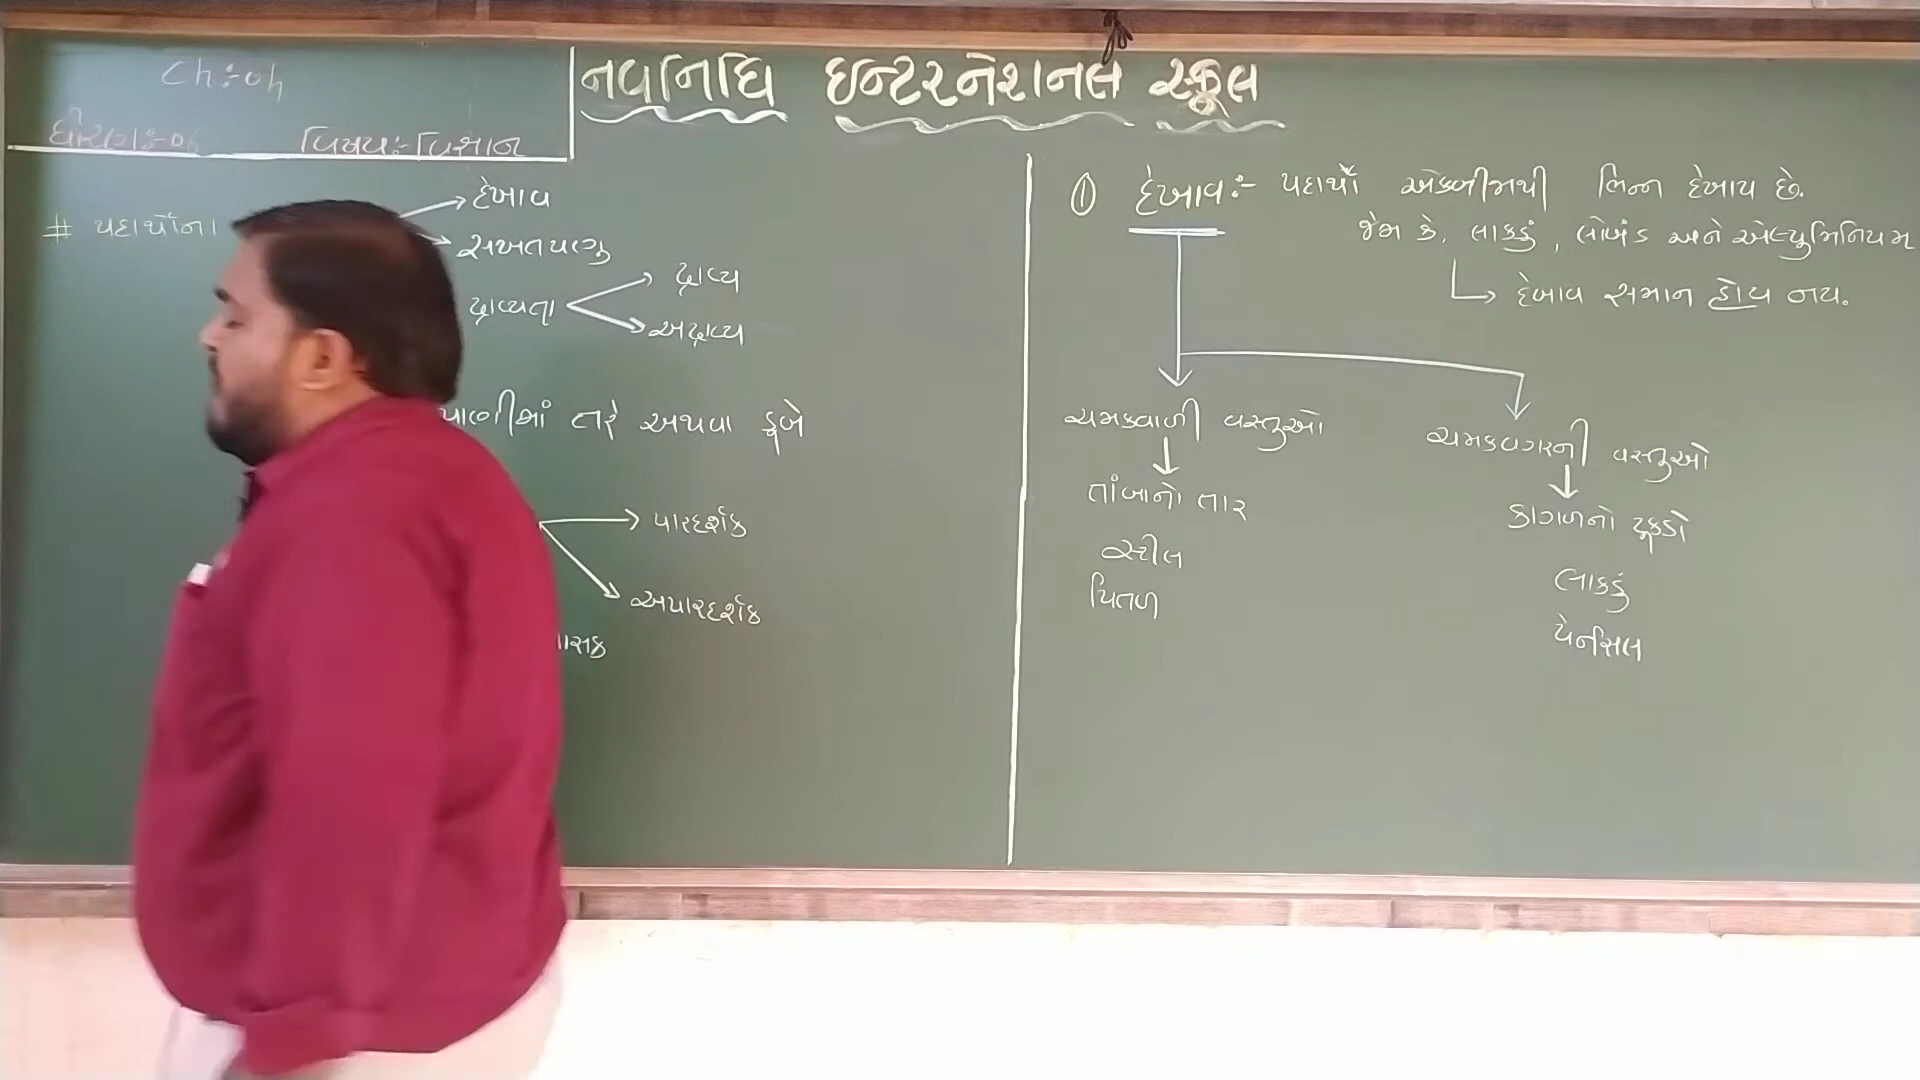 Ch:-04
ધોરણ:-06 વિષય:-વિજ્ઞાન
નવનિધિ ઇન્ટરનેશનલ સ્કૂલ
# પદાર્થોના
દેખાવ
સખતપણુ
દ્રાવ્યતા
દ્રાવ્ય
અદ્રાવ્ય
પાણીમાં તરે અથવા ડૂબે
પારદર્શક
અપારદર્શક
① દેખાવ:- પદાર્થો એકબીજાથી ભિન્ન દેખાય છે.
જેમ કે, લાકડું, લોખંડ અને એલ્યુમિનિયમ
દેખાવ સમાન હોય નય.
ચમકવાળી વસ્તુઓ
તાંબાનો તાર
સ્ટીલ
પિતળ
ચમકવગરની વસ્તુઓ
કાગળનો ટૂકડો
લાકડું
પેન્સિલ